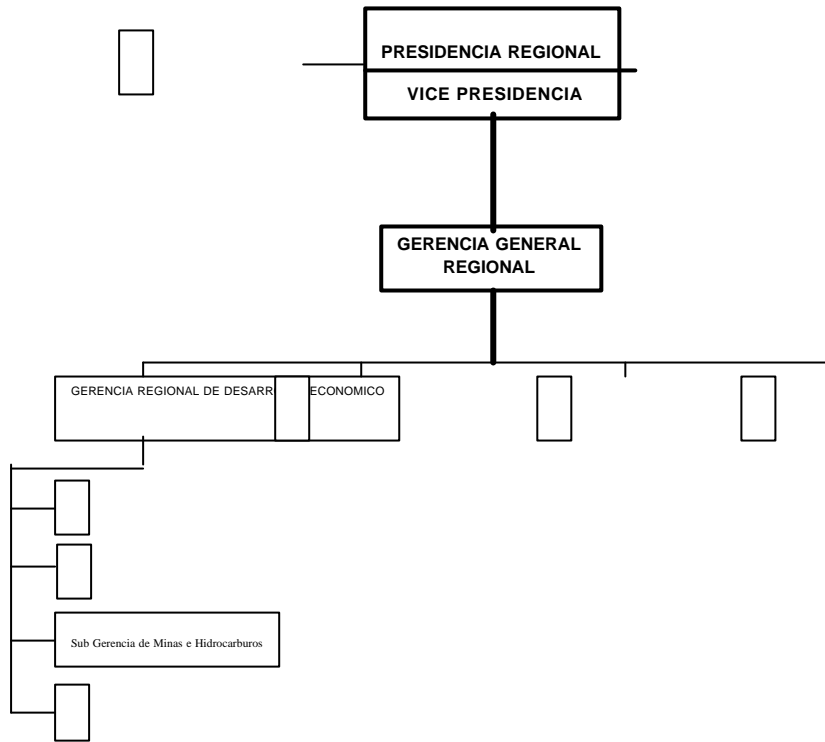 PRESIDENCIA REGIONAL
VICE PRESIDENCIA
GERENCIA GENERAL
REGIONAL
GERENCIA REGIONAL DE DESARR ECONOMICO
Sub Gerencia de Minas e Hidrocarburos